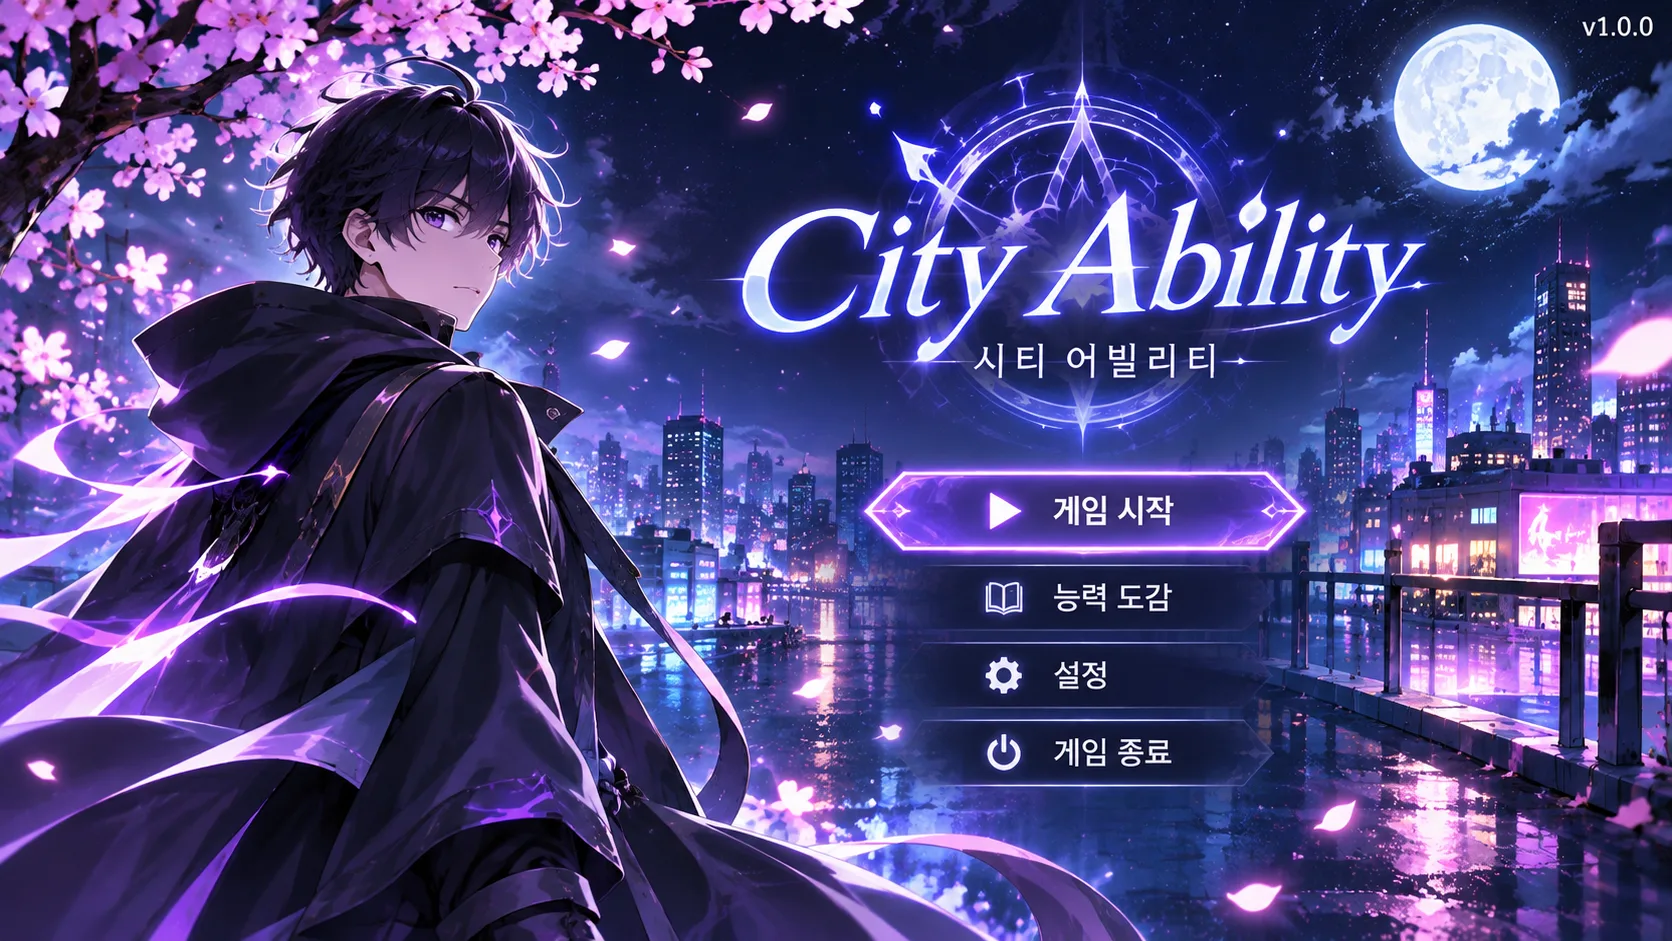 v1.0.0
City Ability
시티 어빌리티
게임 시작
능력 도감
설정
게임 종료